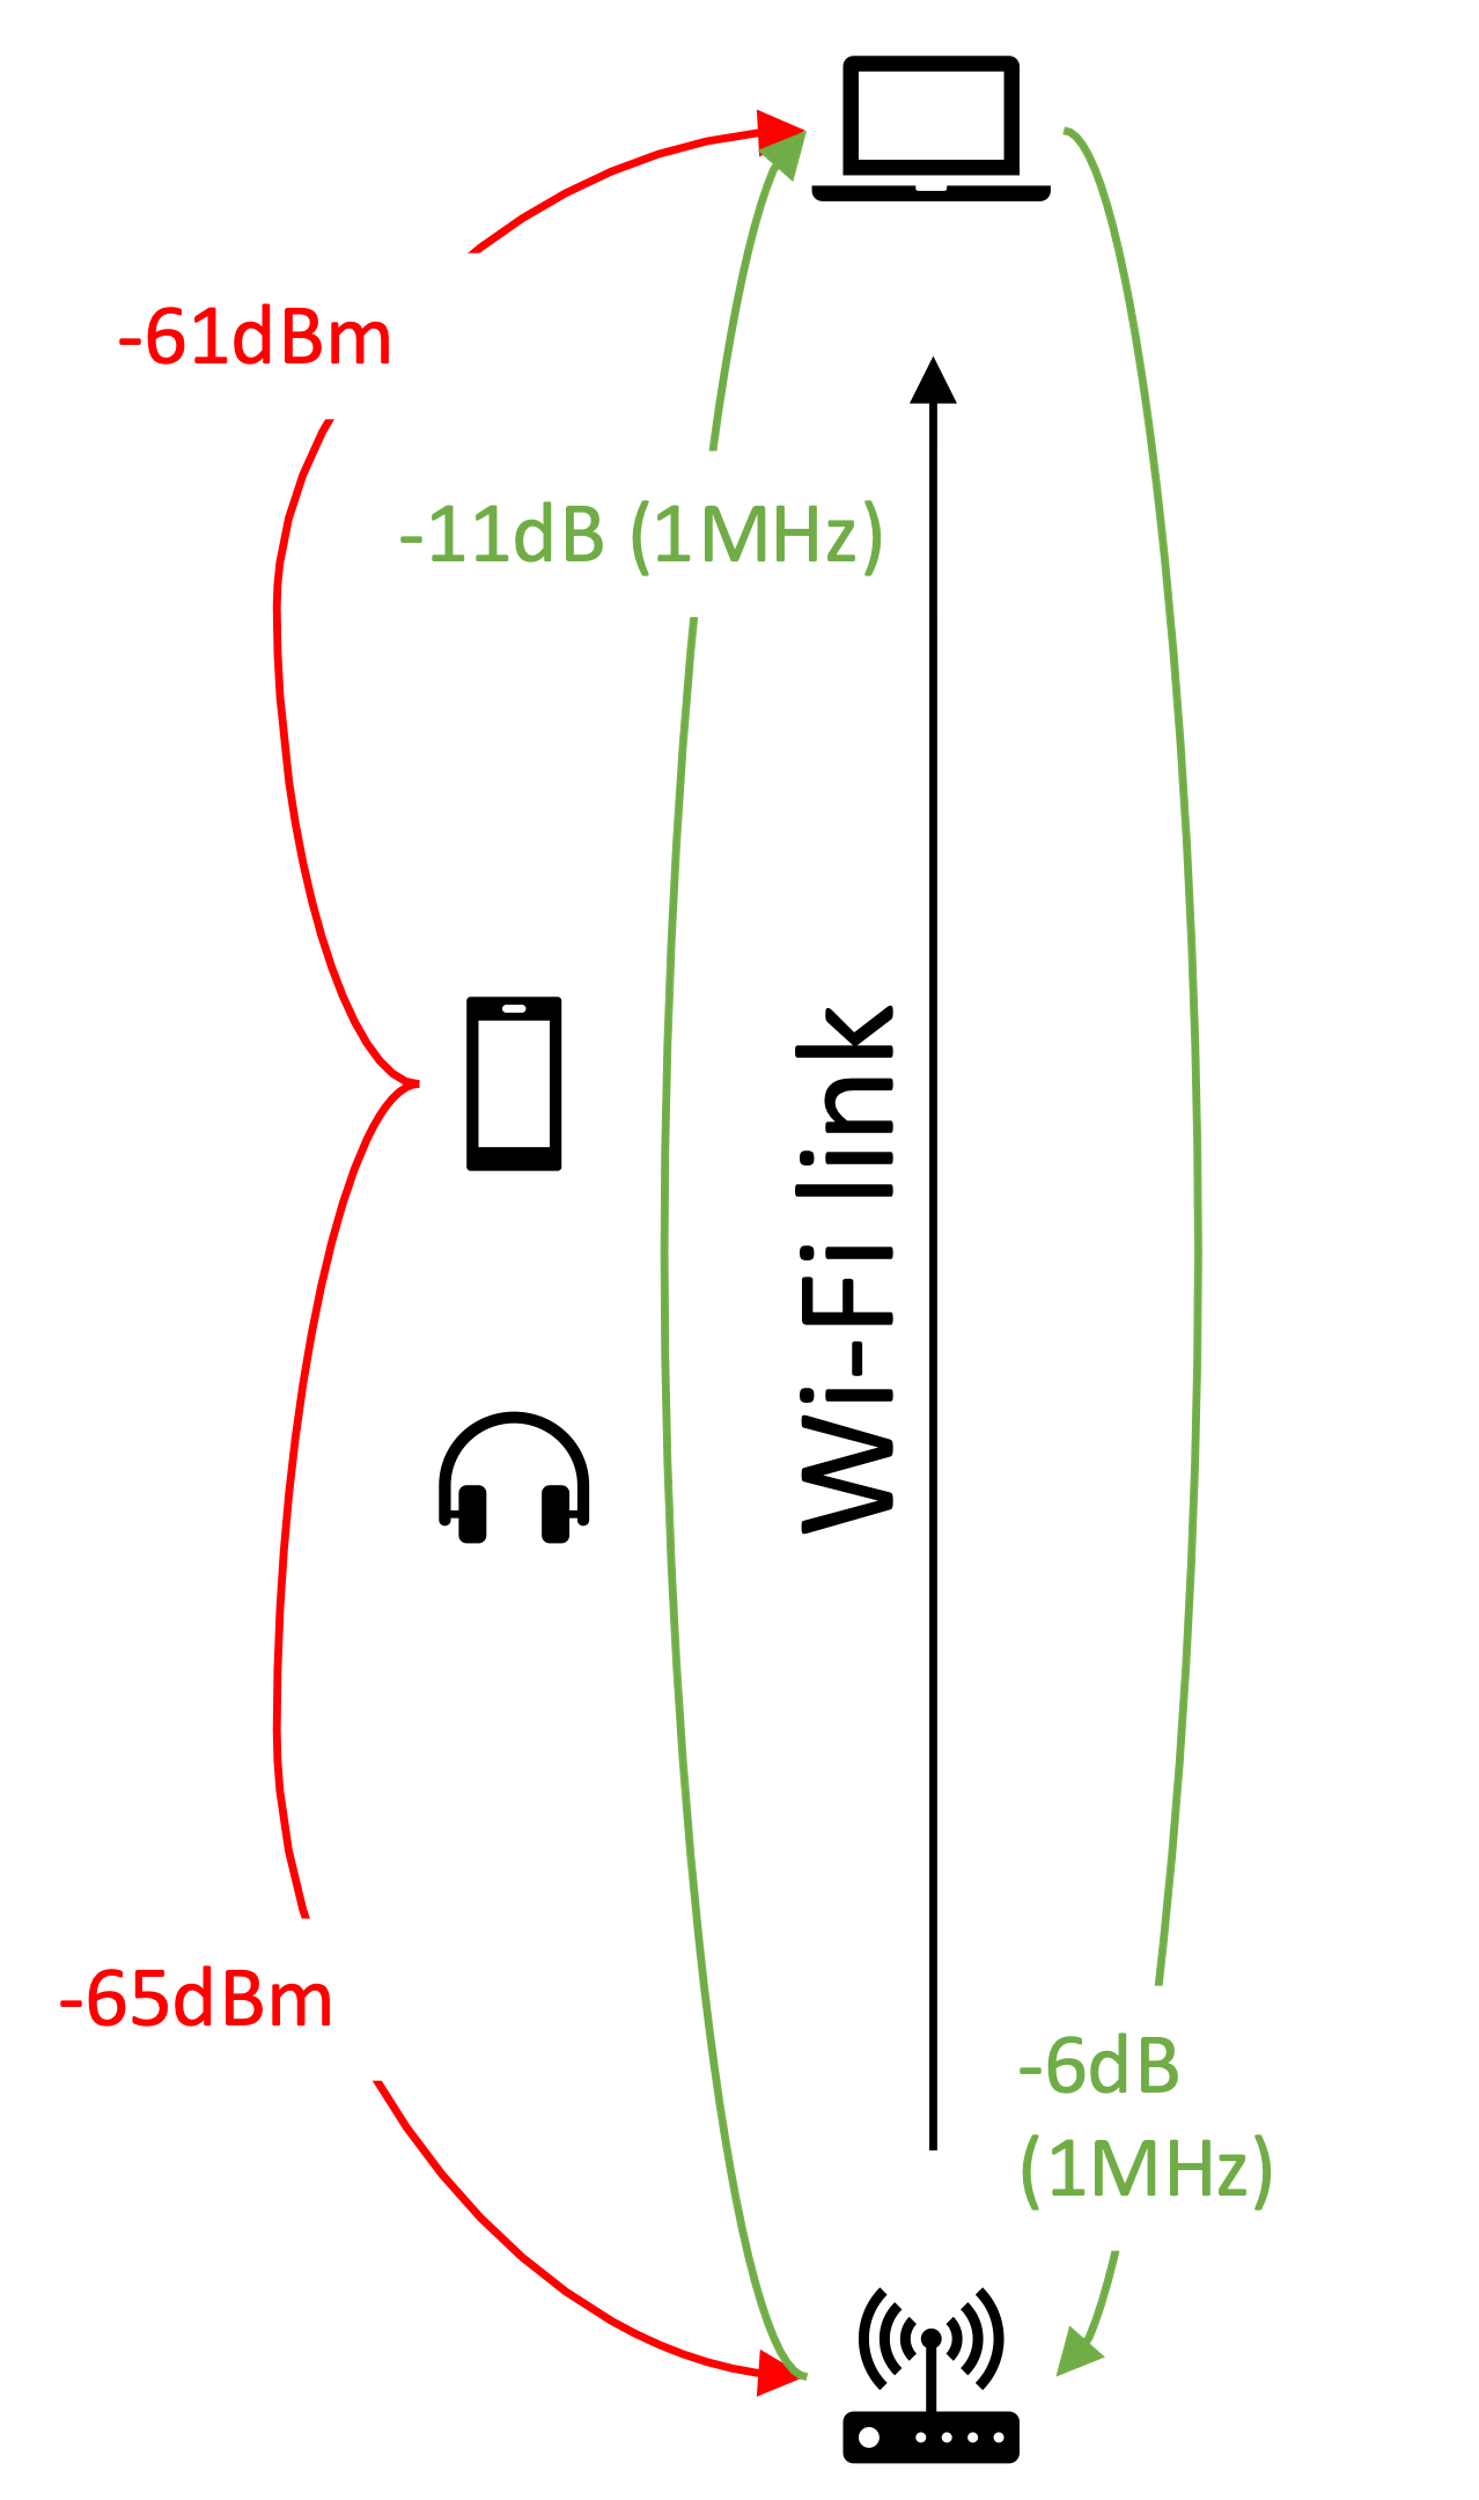 -61dBm
-11dB (1MHz)
Wi-Fi link
-65dBm
-6dB
(1MHz)